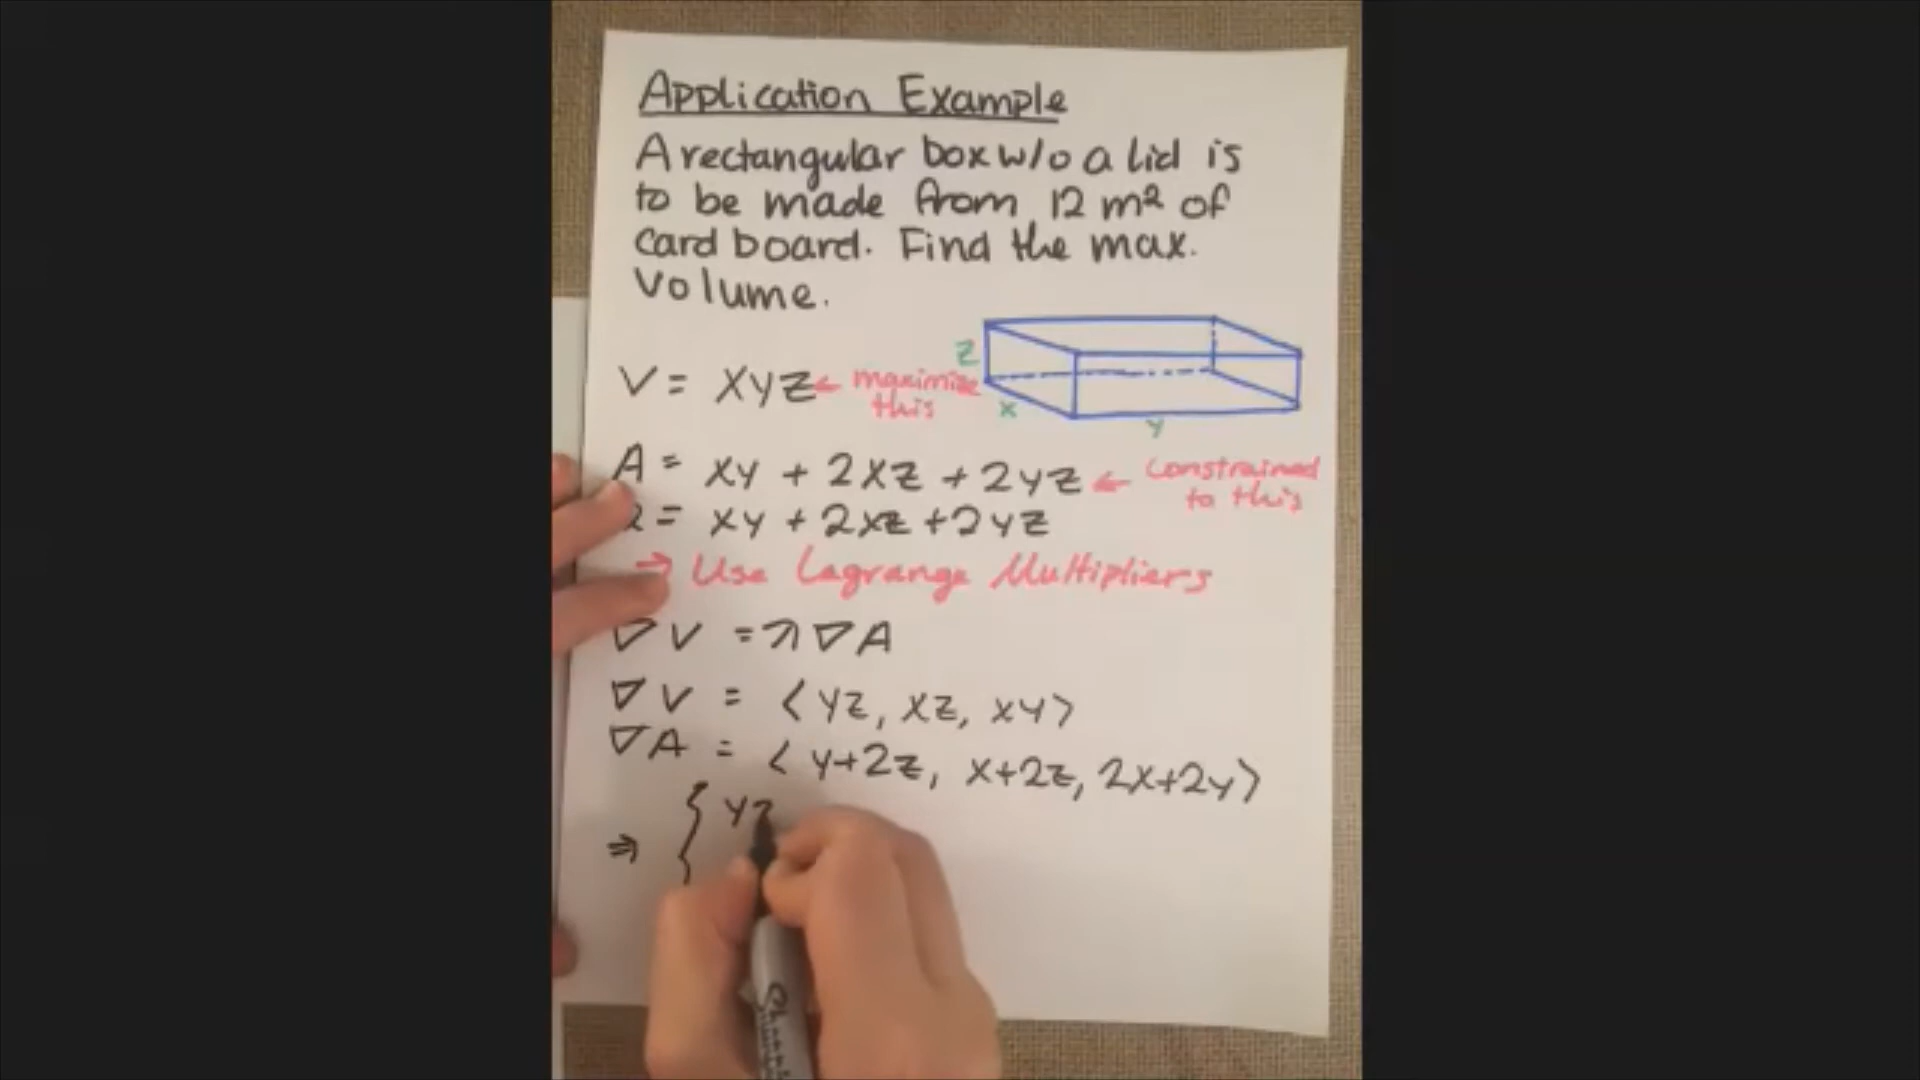 Application Example
A rectangular box w/o a lid is
to be made from 12 m² of
cardboard. Find the max.
Volume.
V = XYZ ← maximize
this
Z
X
Y
A = XY + 2XZ + 2YZ ← constrained
to this
2 = XY + 2XZ + 2YZ
→ Use Lagrange Multipliers
∇V = λ∇A
∇V = ⟨YZ, XZ, XY⟩
∇A = ⟨Y+2Z, X+2Z, 2X+2Y⟩
⇒ { YZ